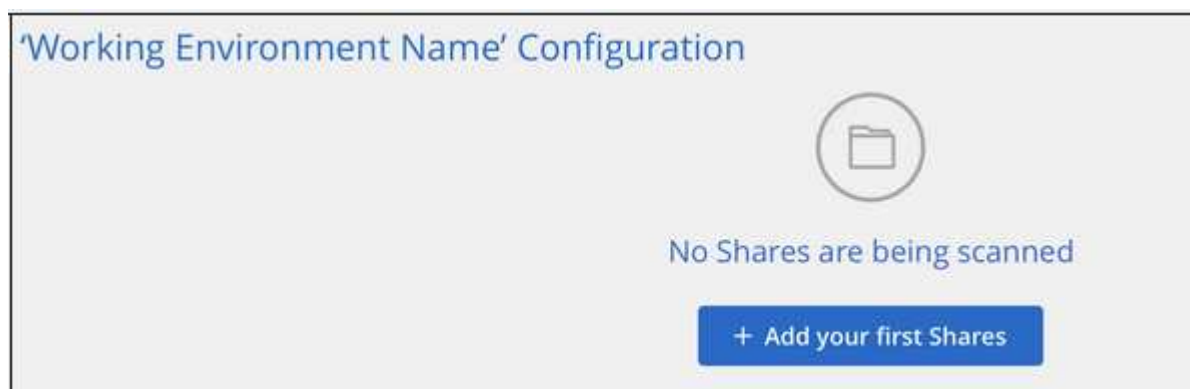 ‘Working Environment Name’ Configuration
No Shares are being scanned
+ Add your first Shares